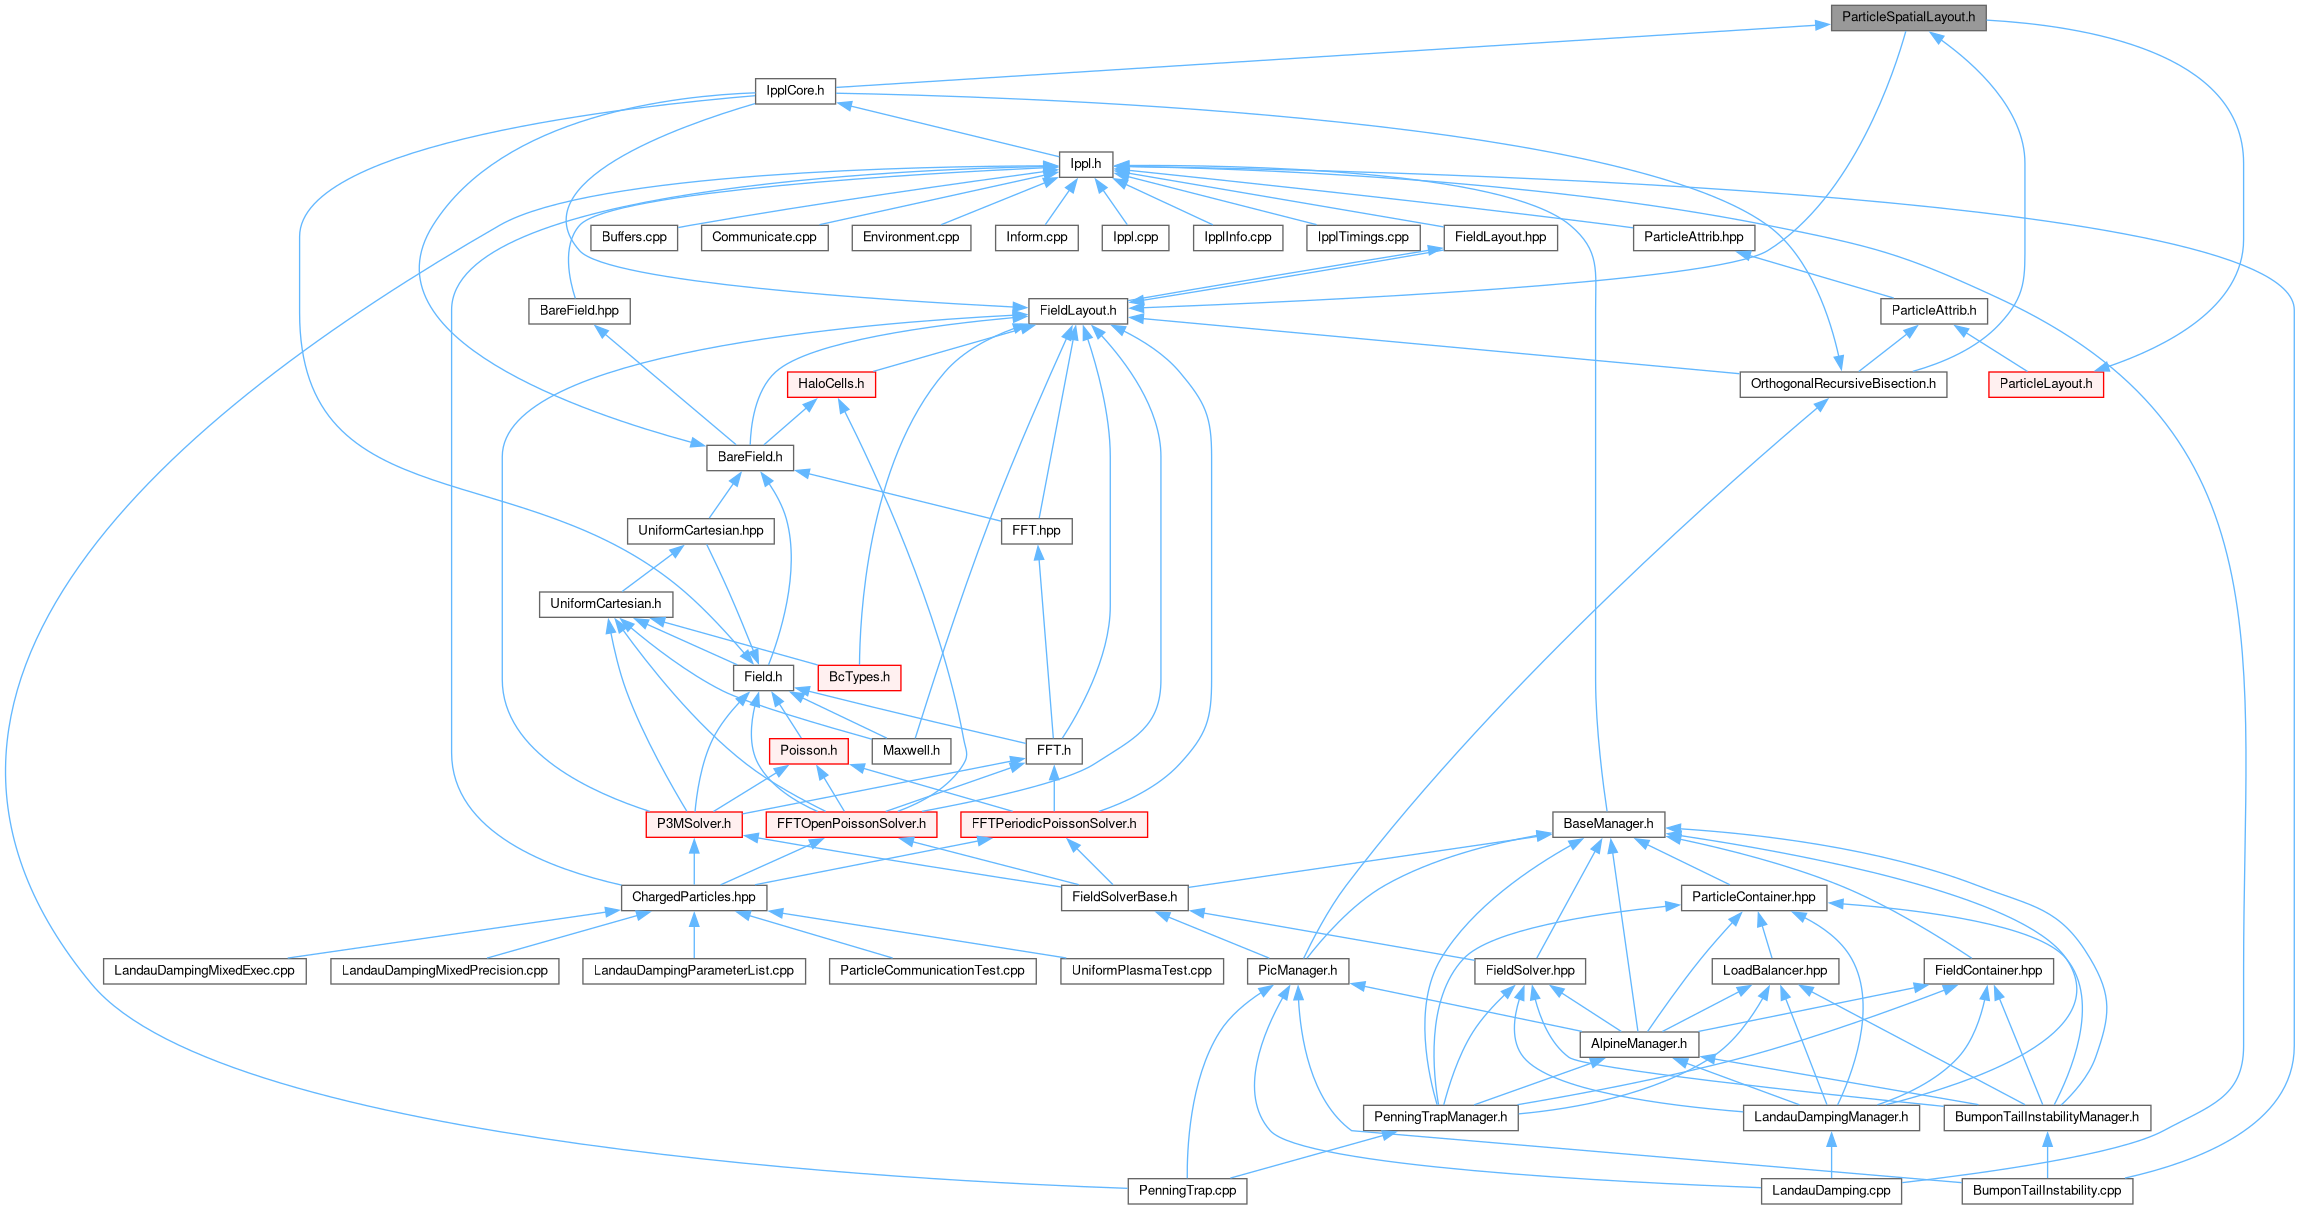 ParticleSpatialLayout.h
IpplCore.h
Ippl.h
Buffers.cpp
Communicate.cpp
Environment.cpp
Inform.cpp
Ippl.cpp
IpplInfo.cpp
IpplTimings.cpp
FieldLayout.hpp
ParticleAttrib.hpp
BareField.hpp
FieldLayout.h
ParticleAttrib.h
HaloCells.h
OrthogonalRecursiveBisection.h
ParticleLayout.h
BareField.h
UniformCartesian.hpp
FFT.hpp
UniformCartesian.h
Field.h
BcTypes.h
Poisson.h
Maxwell.h
FFT.h
P3MSolver.h
FFTOpenPoissonSolver.h
FFTPeriodicPoissonSolver.h
BaseManager.h
ChargedParticles.hpp
FieldSolverBase.h
ParticleContainer.hpp
LandauDampingMixedExec.cpp
LandauDampingMixedPrecision.cpp
LandauDampingParameterList.cpp
ParticleCommunicationTest.cpp
UniformPlasmaTest.cpp
PicManager.h
FieldSolver.hpp
LoadBalancer.hpp
FieldContainer.hpp
AlpineManager.h
PenningTrapManager.h
LandauDampingManager.h
BumponTailInstabilityManager.h
PenningTrap.cpp
LandauDamping.cpp
BumponTailInstability.cpp